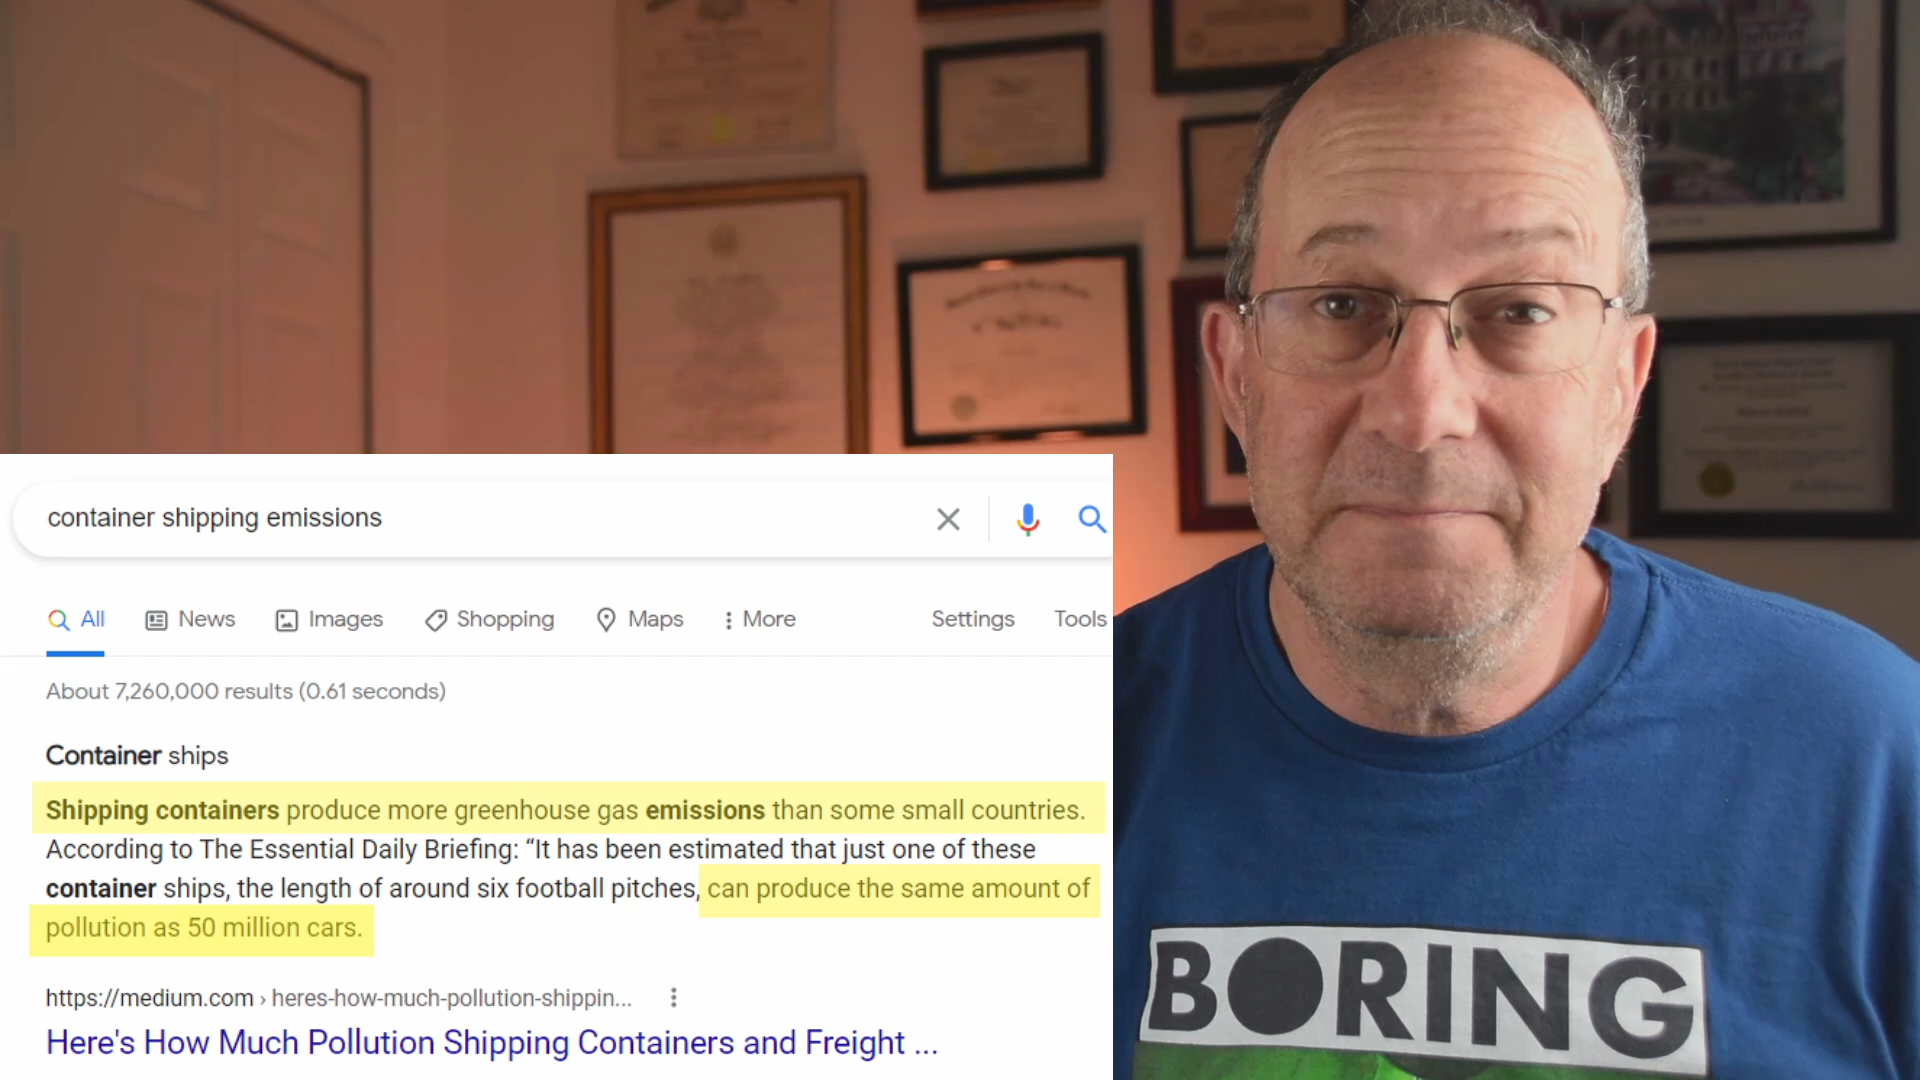 container shipping emissions
All News Images Shopping Maps More Settings Tools
About 7,260,000 results (0.61 seconds)
Container ships
Shipping containers produce more greenhouse gas emissions than some small countries.
According to The Essential Daily Briefing: “It has been estimated that just one of these
container ships, the length of around six football pitches, can produce the same amount of
pollution as 50 million cars.
https://medium.com › heres-how-much-pollution-shippin...
Here's How Much Pollution Shipping Containers and Freight ...
BORING